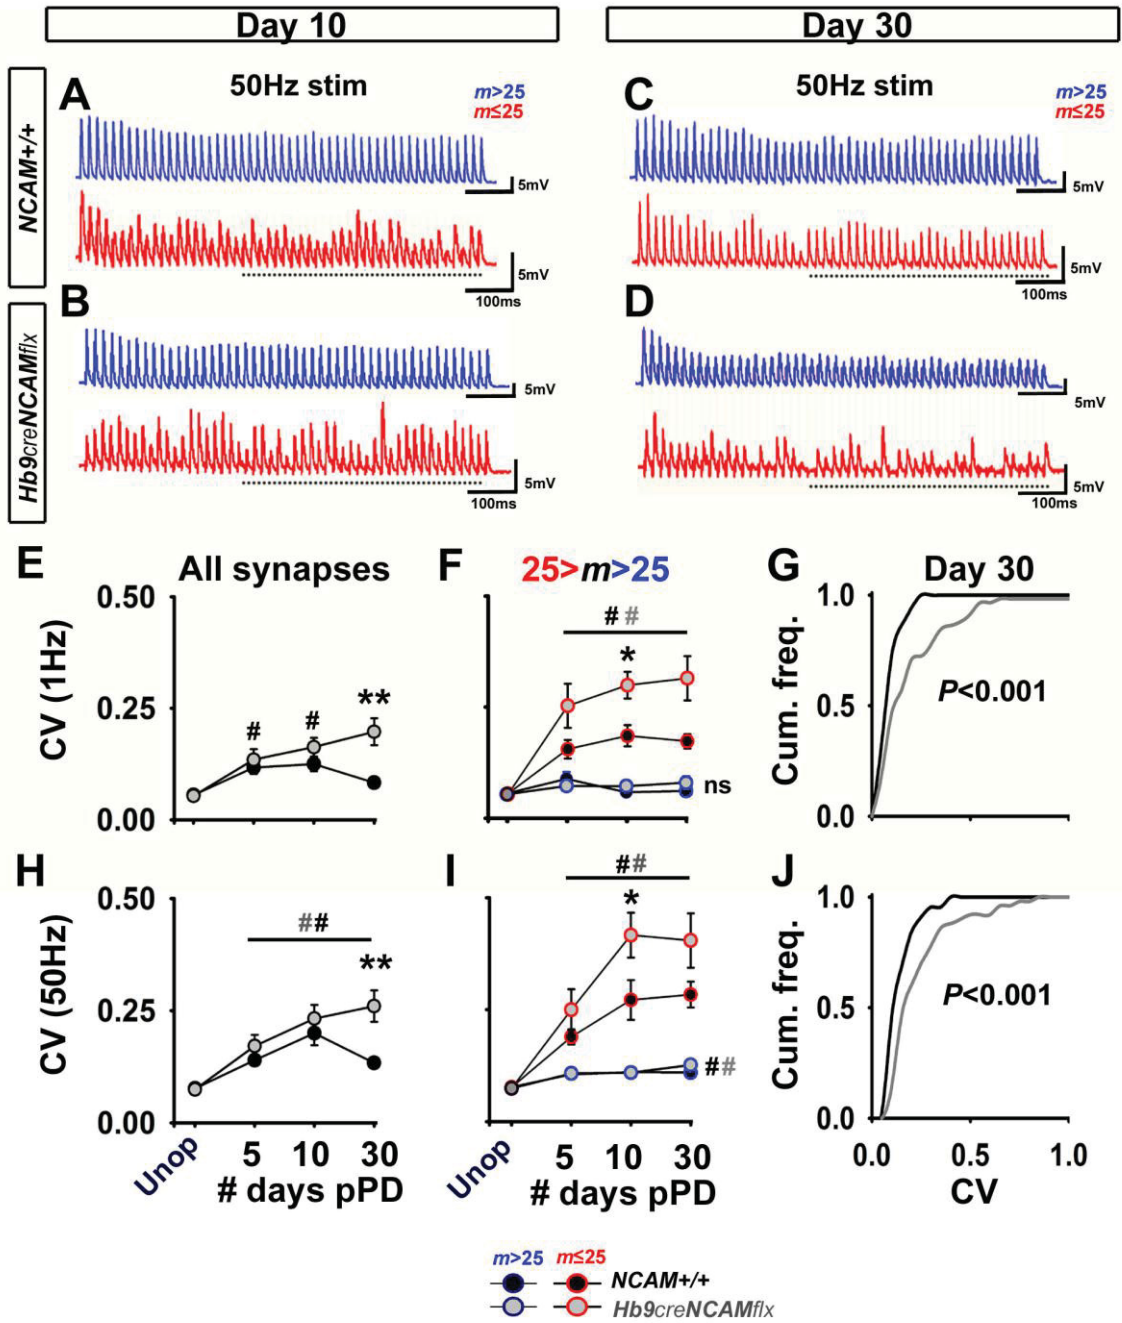 Day 10
Day 30
NCAM+/+
A
50Hz stim
m>25
m≤25
5mV
5mV
100ms
C
50Hz stim
m>25
m≤25
5mV
5mV
100ms
Hb9creNCAMflx
B
5mV
5mV
100ms
D
5mV
5mV
100ms
E
All synapses
CV (1Hz)
0.50
0.25
0.00
#
#
**
F
25>m>25
# #
*
ns
G
Day 30
Cum. freq.
1.0
0.5
0.0
P<0.001
H
CV (50Hz)
0.50
0.25
0.00
##
**
Unop
5
10
30
# days pPD
I
##
*
##
Unop
5
10
30
# days pPD
J
Cum. freq.
1.0
0.5
0.0
P<0.001
0.0
0.5
1.0
CV
m>25
m≤25
NCAM+/+
Hb9creNCAMflx